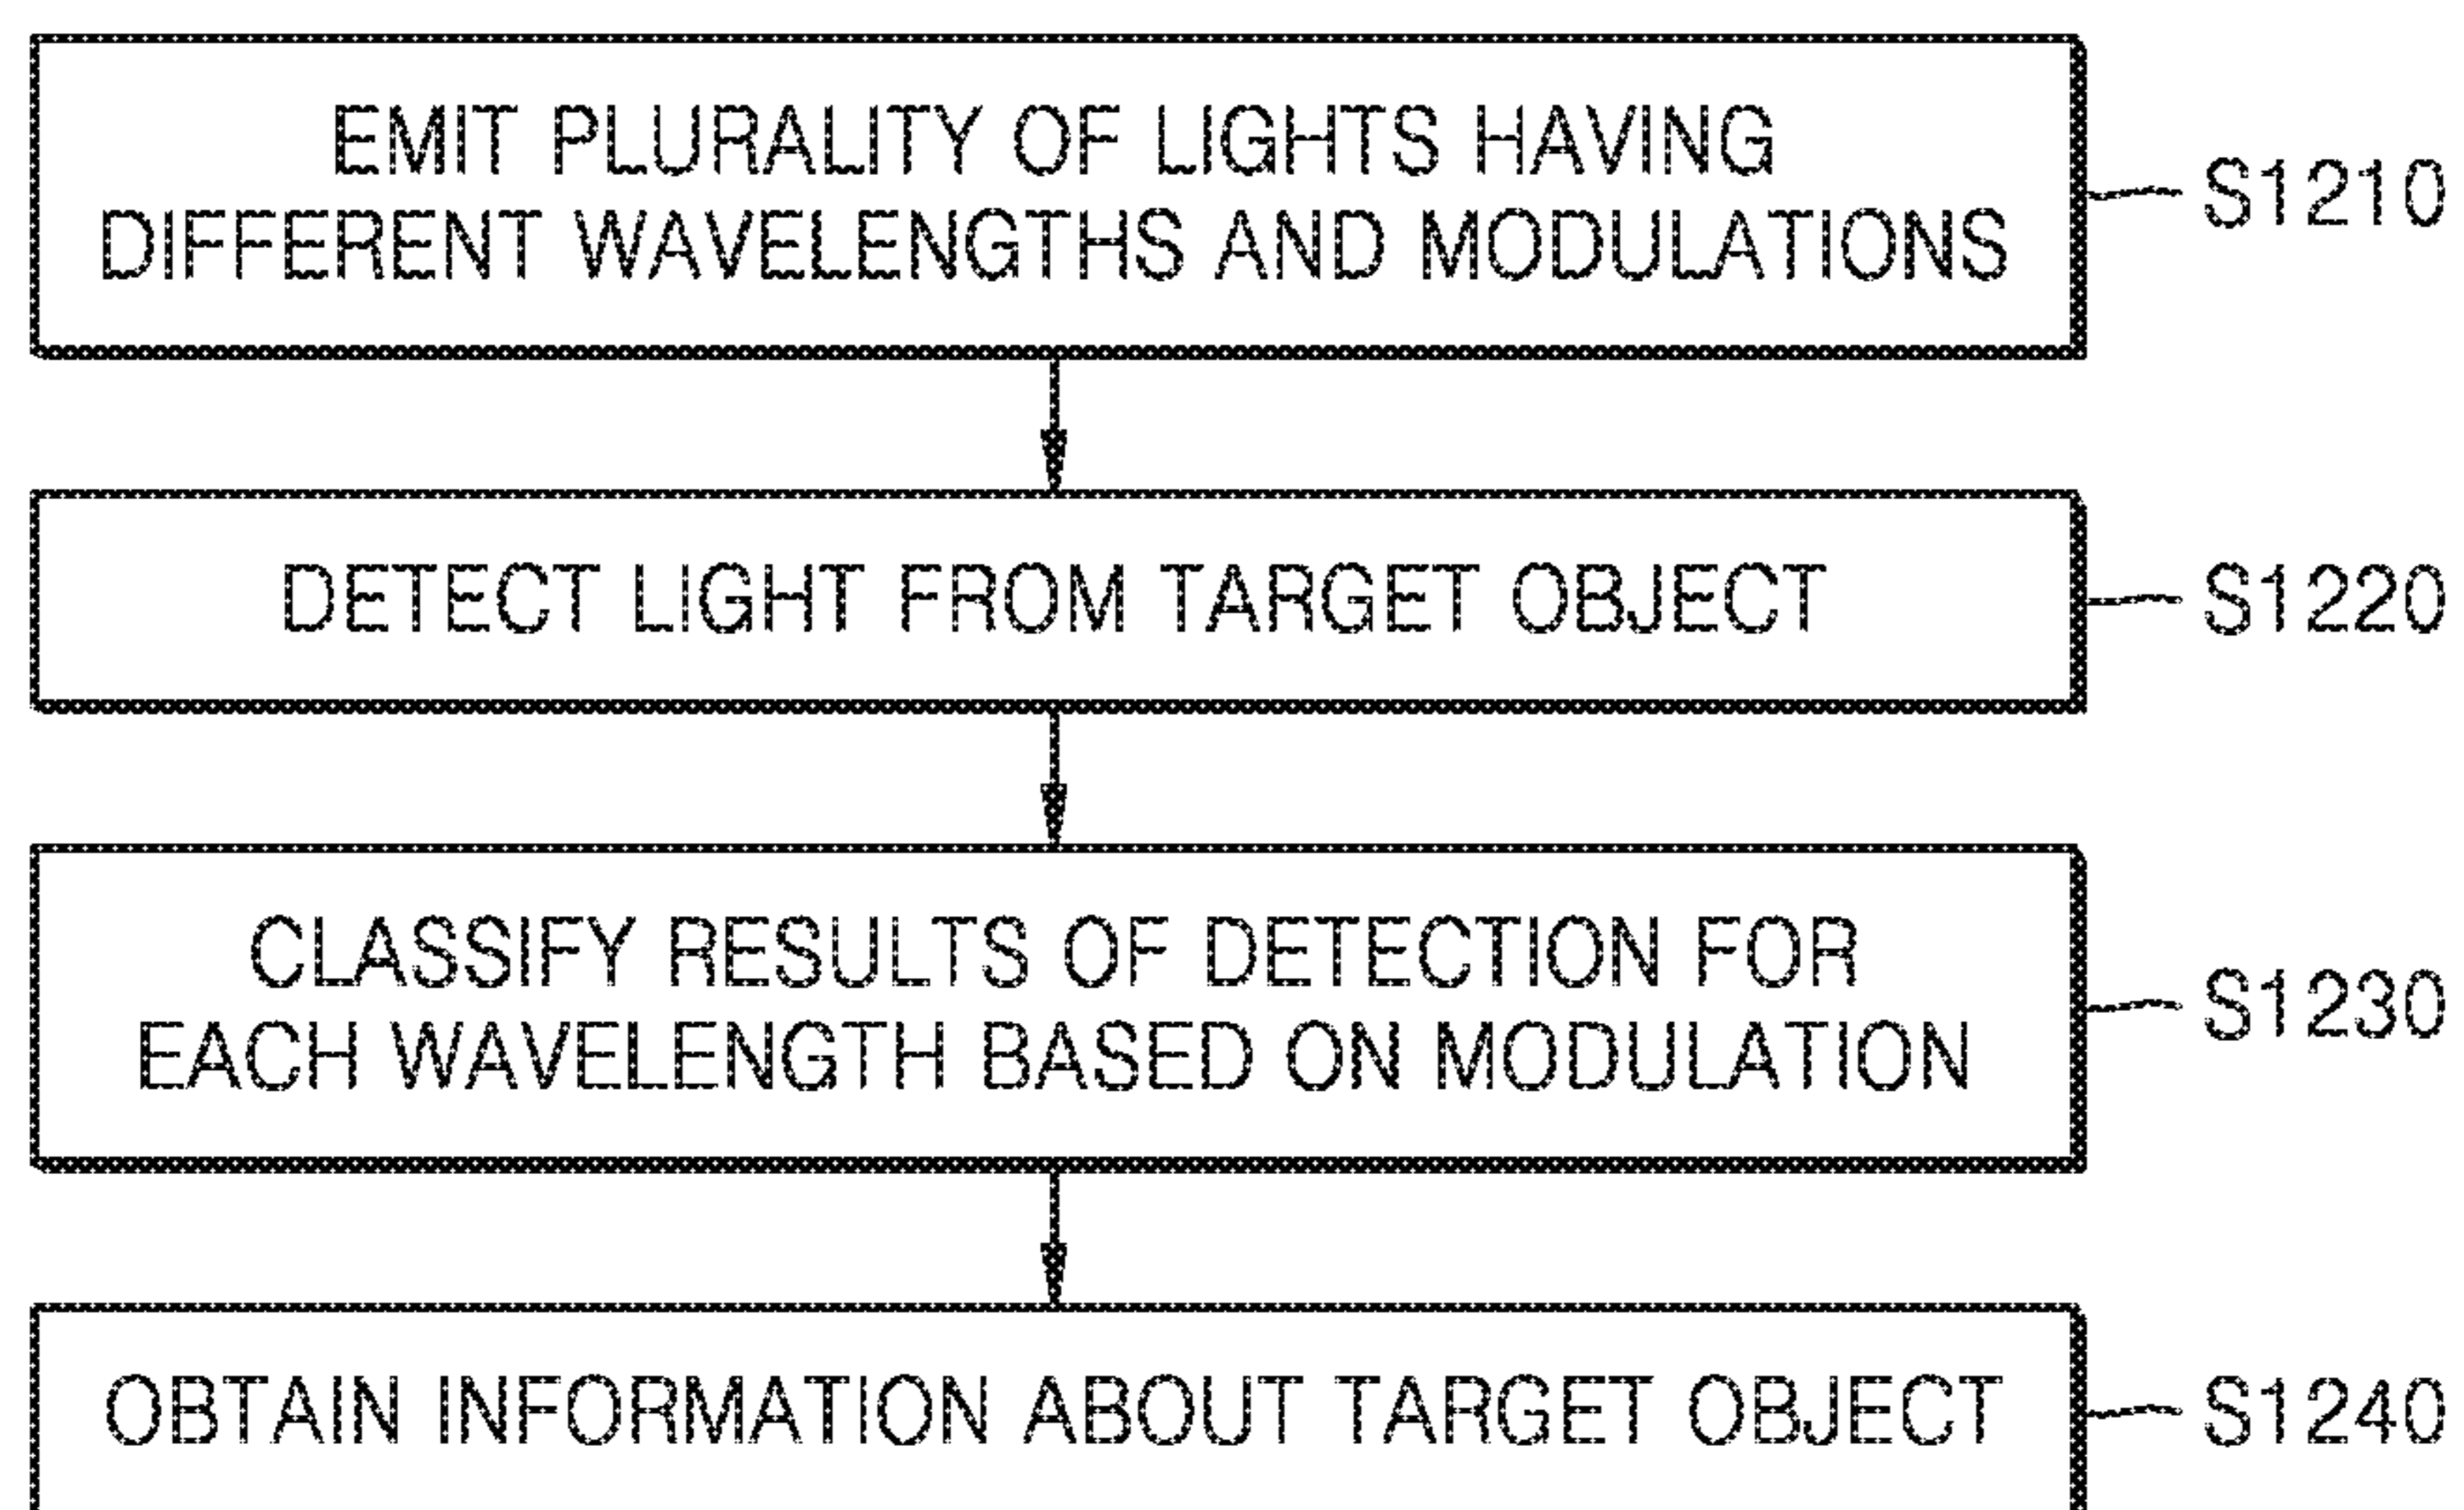 EMIT PLURALITY OF LIGHTS HAVING
DIFFERENT WAVELENGTHS AND MODULATIONS
S1210
DETECT LIGHT FROM TARGET OBJECT
S1220
CLASSIFY RESULTS OF DETECTION FOR
EACH WAVELENGTH BASED ON MODULATION
S1230
OBTAIN INFORMATION ABOUT TARGET OBJECT
S1240